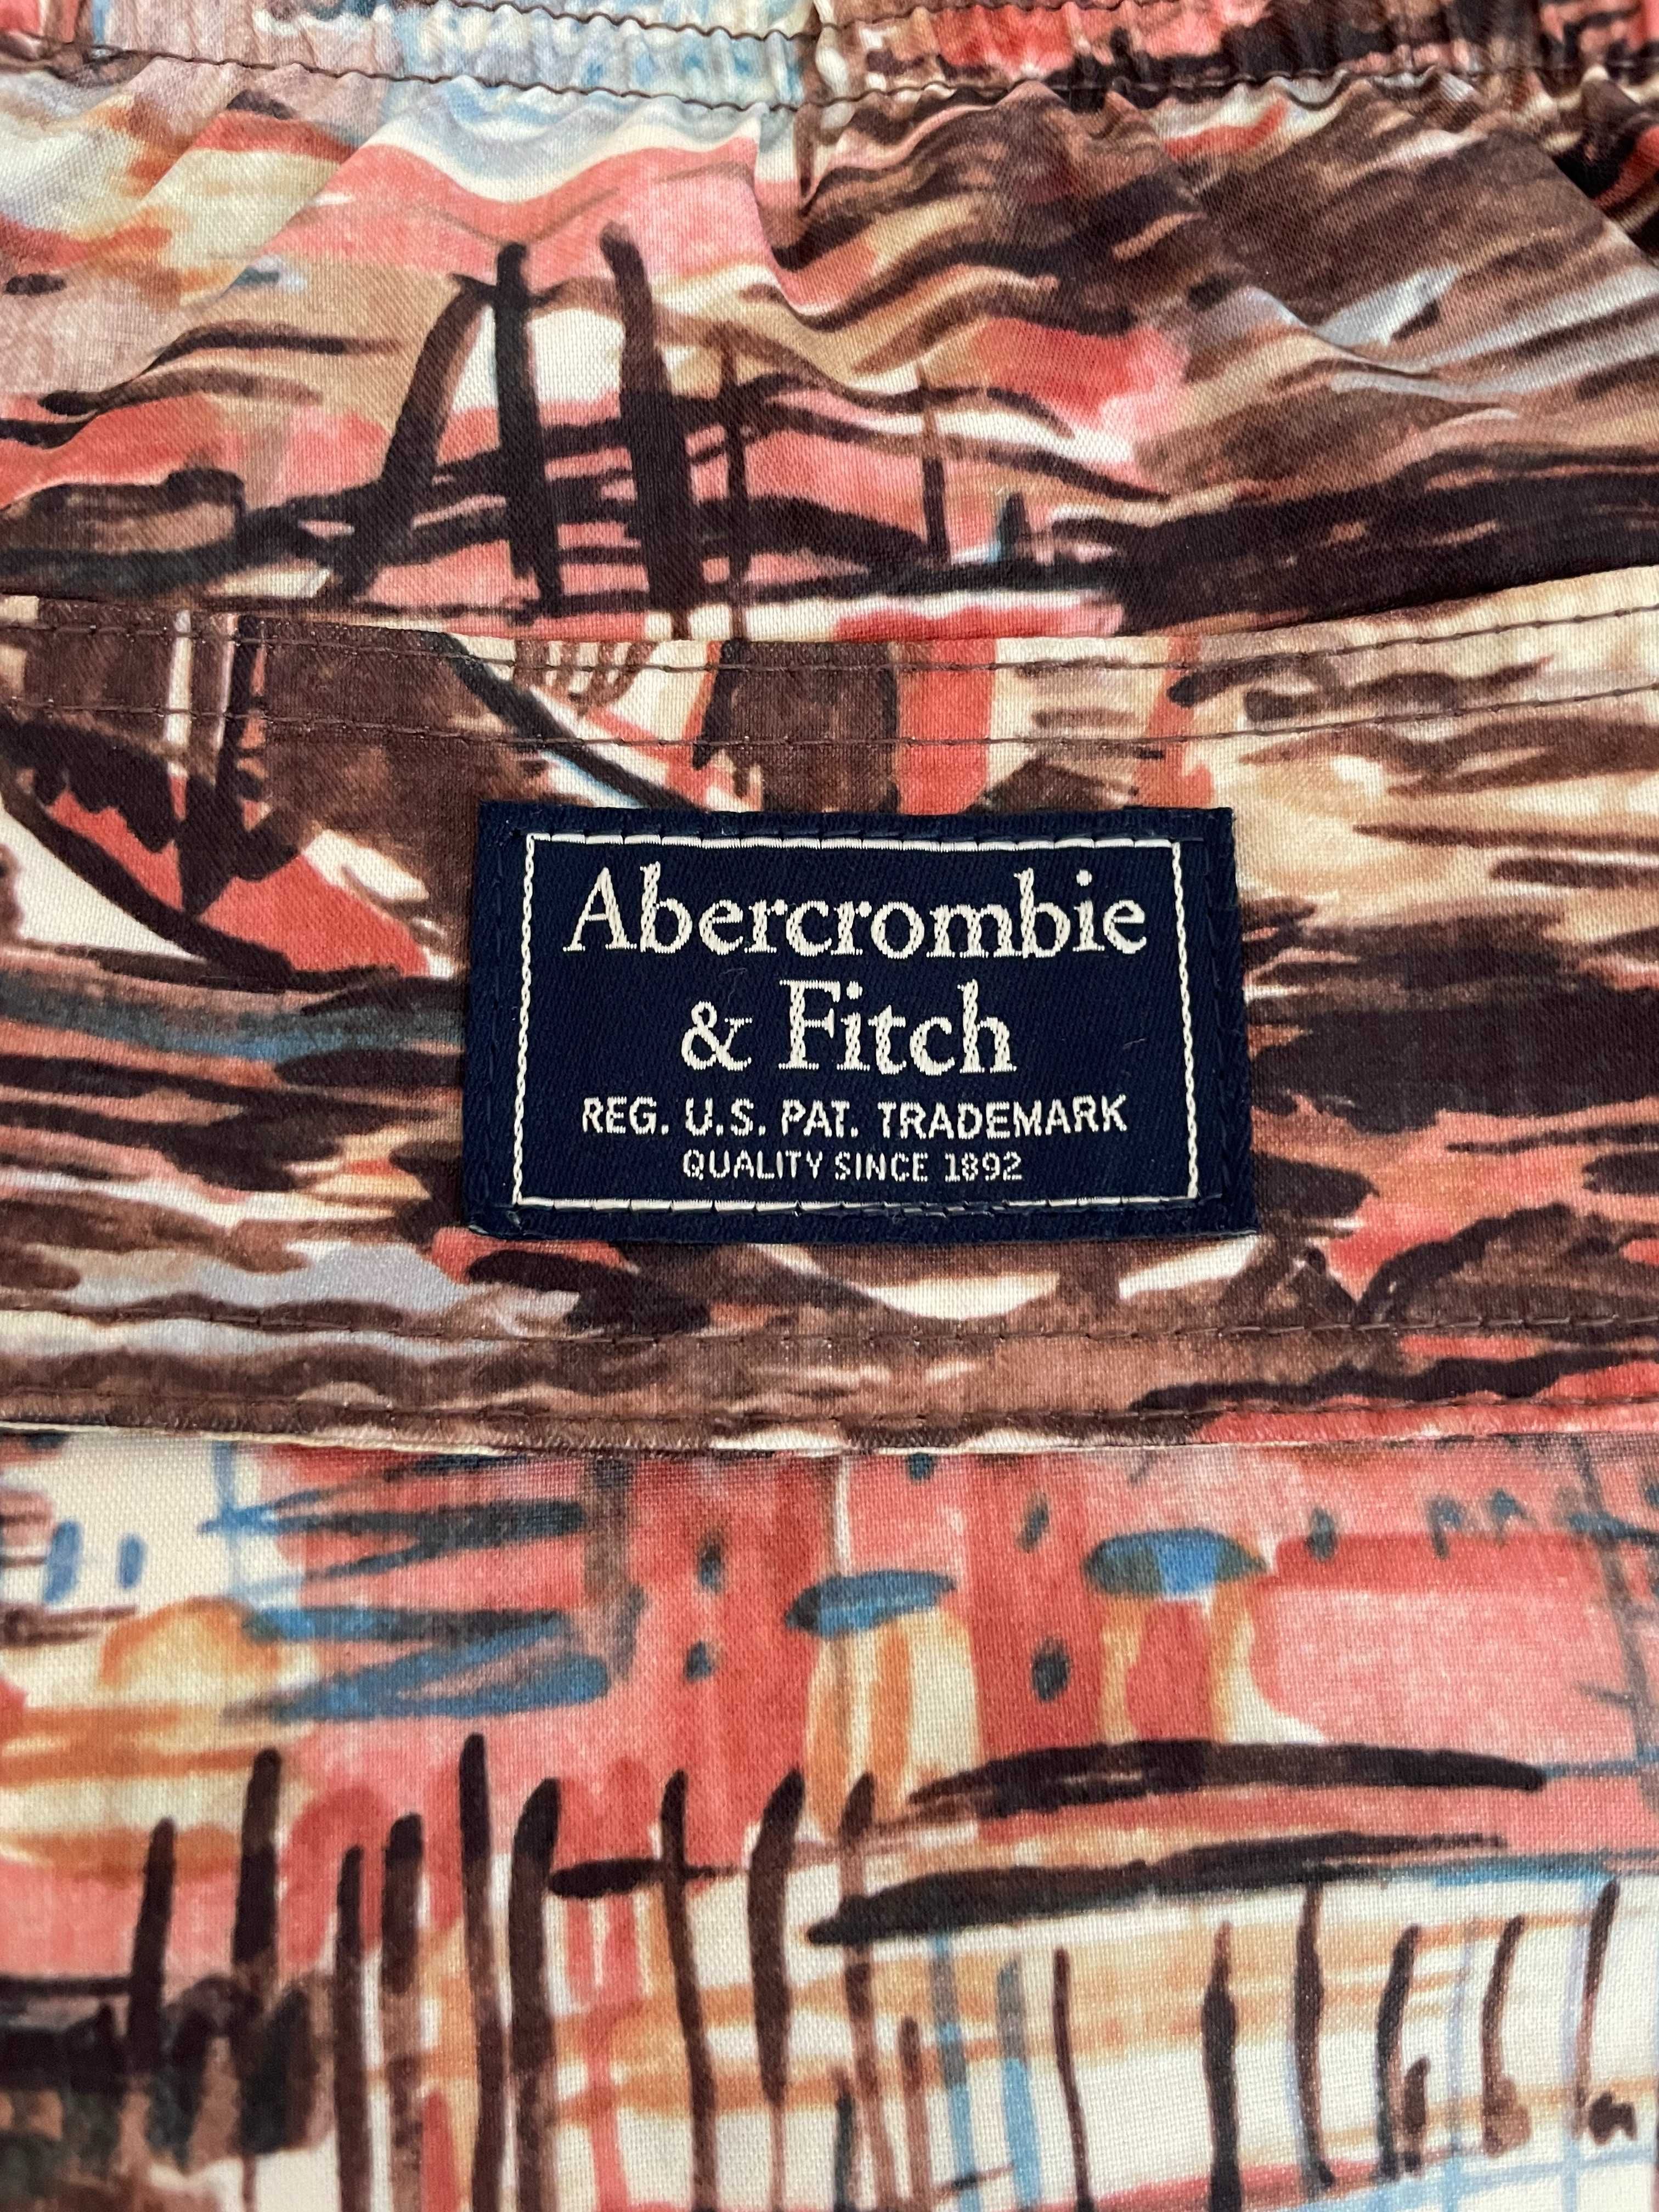 Abercrombie
& Fitch
REG. U.S. PAT. TRADEMARK
QUALITY SINCE 1892